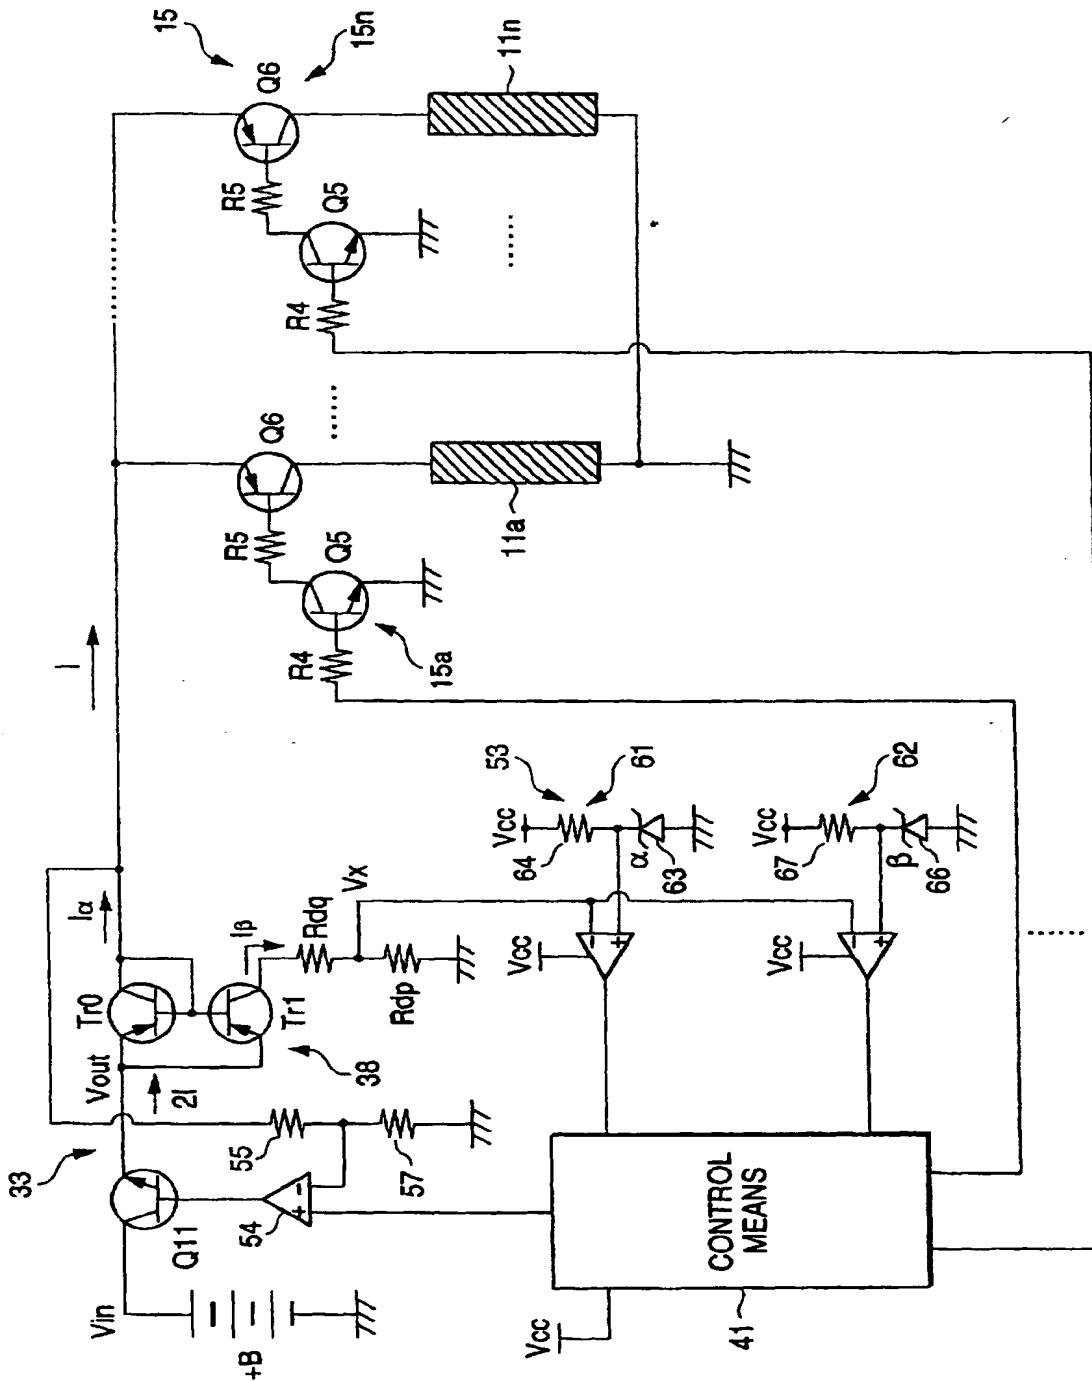 33
Vin
+B
Q11
54
55
57
Vout
2I
Tr0
Tr1
38
Iα
Iβ
Rdq
Vx
Rdp
I
53
Vcc
64
61
α
63
Vcc
Vcc
67
62
β
66
Vcc
Vcc
CONTROL
MEANS
41
R4
Q5
15a
R5
Q6
11a
R4
Q5
R5
Q6
15
15n
11n
+
-
-
+
-
+